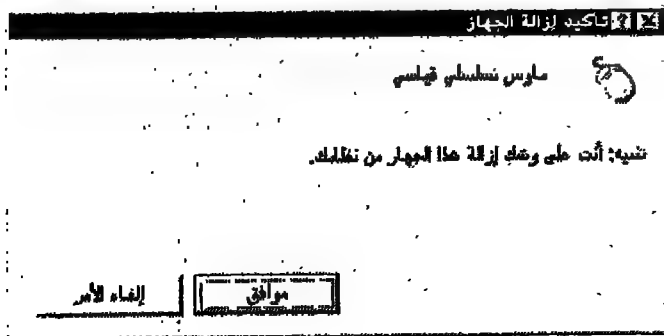 تأكيد إزالة الجهاز
ماوس تسلسلي قياسي
تنبيه: أنت على وشك إزالة هذا الجهاز من نظامك.
موافق
إلغاء الأمر